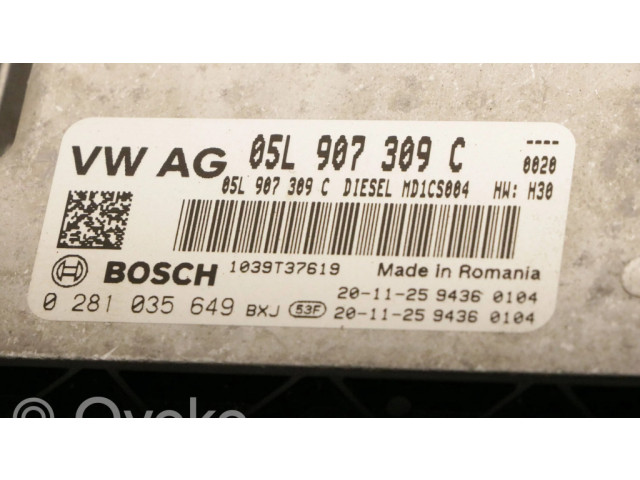 VW AG 05L 907 309 C
----
0020
05L 907 309 C DIESEL MD1CS004 HW: H30
BOSCH 1039T37619 Made in Romania
20-11-25 9436 0104
0 281 035 649 BXJ 53F 20-11-25 9436 0104
© Ovoko